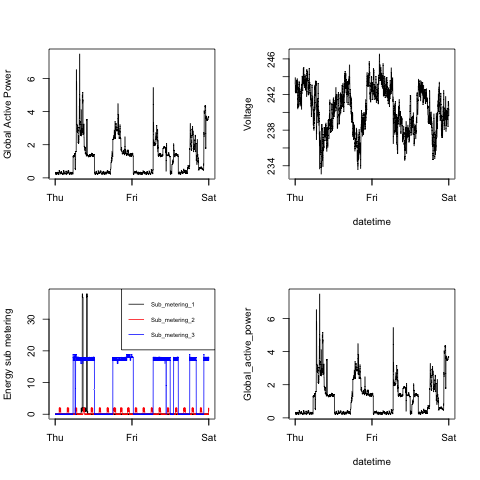 Global Active Power
0 2 4 6
Thu Fri Sat
Voltage
234 238 242 246
Thu Fri Sat
datetime
Energy sub metering
0 10 20 30
Sub_metering_1
Sub_metering_2
Sub_metering_3
Thu Fri Sat
Global_active_power
0 2 4 6
Thu Fri Sat
datetime